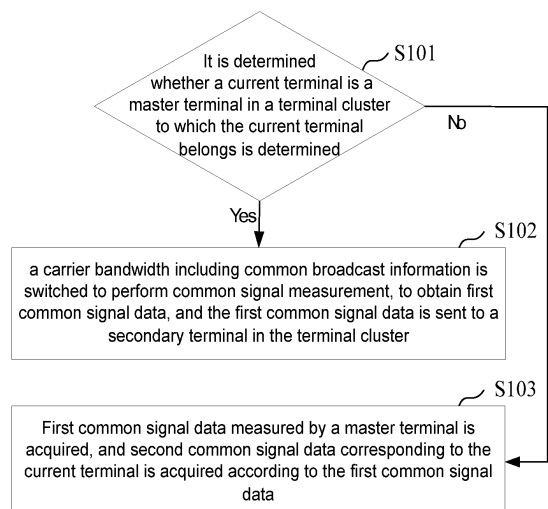 It is determined
whether a current terminal is a
master terminal in a terminal cluster
to which the current terminal
belongs is determined
S101
No
Yes
S102
a carrier bandwidth including common broadcast information is
switched to perform common signal measurement, to obtain first
common signal data, and the first common signal data is sent to a
secondary terminal in the terminal cluster
S103
First common signal data measured by a master terminal is
acquired, and second common signal data corresponding to the
current terminal is acquired according to the first common signal
data